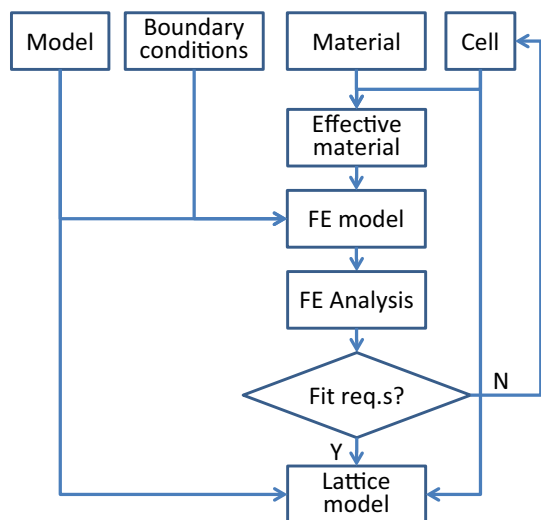 Model
Boundary
conditions
Material
Cell
Effective
material
FE model
FE Analysis
Fit req.s?
N
Y
Lattice
model